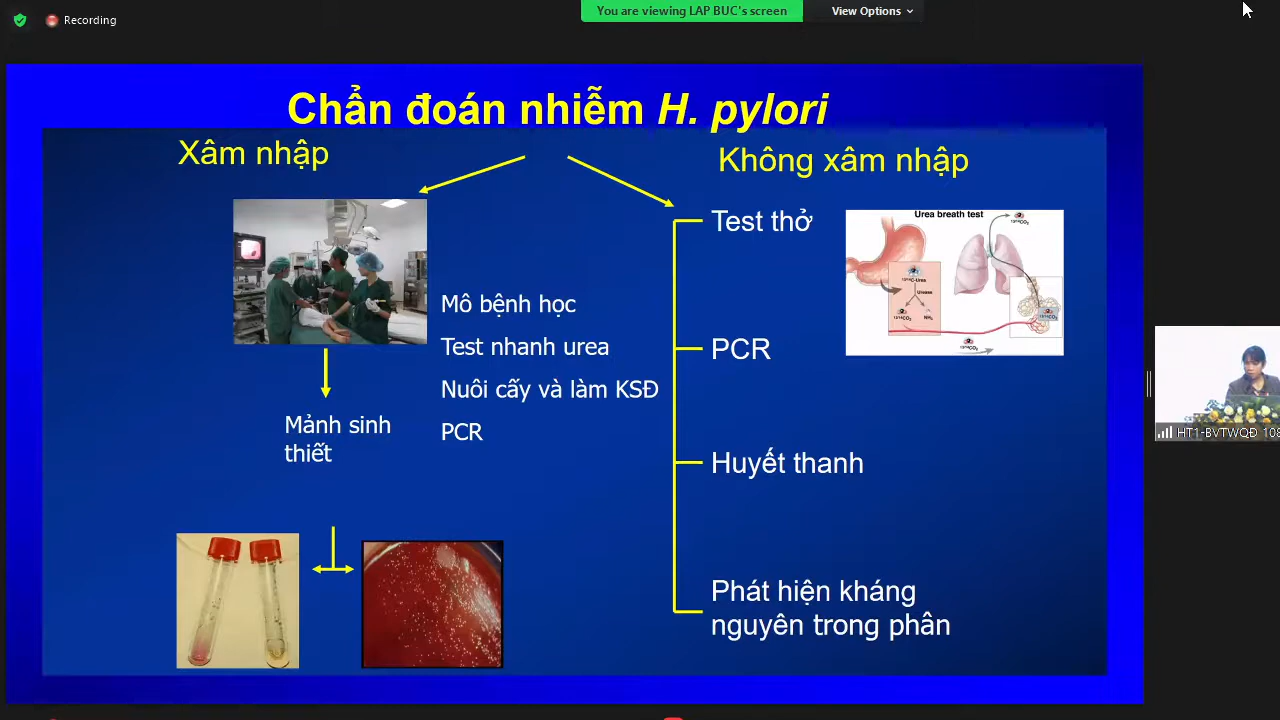 Recording
You are viewing LAP BUC's screen
View Options
Chẩn đoán nhiễm H. pylori
Xâm nhập
Không xâm nhập
Test thở
Urea breath test
Urease
NH₃
Mô bệnh học
Test nhanh urea
Nuôi cấy và làm KSĐ
PCR
PCR
Mảnh sinh
thiết
Huyết thanh
Phát hiện kháng
nguyên trong phân
HT1-BVTWQĐ 108